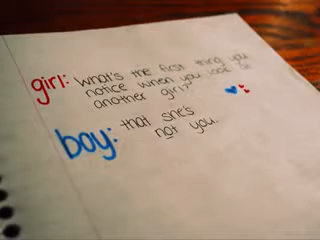 girl: What's the first thing you
notice when you look at
another girl?
boy: that she's
not you.